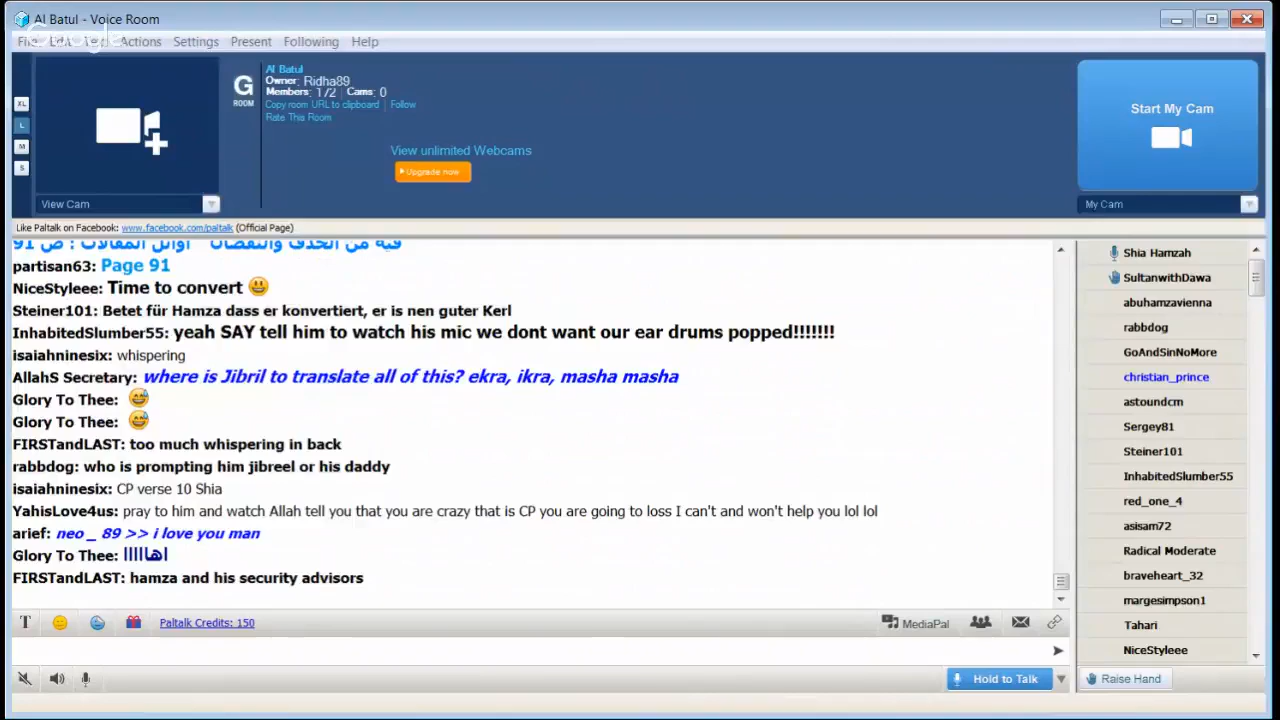 Al Batul - Voice Room
Google
File Edit Actions Settings Present Following Help
Al Batul
Owner: Ridha89
Members: 172 Cams: 0
Copy room URL to clipboard Follow
Rate This Room
G
ROOM
XL
L
M
S
View unlimited Webcams
Upgrade now
Start My Cam
View Cam
My Cam
Like Paltalk on Facebook: www.facebook.com/paltalk (Official Page)
فيه من الحذف والنقصان اوائل المقالات : ص 91
partisan63: Page 91
NiceStyleee: Time to convert 😃
Steiner101: Betet für Hamza dass er konvertiert, er is nen guter Kerl
InhabitedSlumber55: yeah SAY tell him to watch his mic we dont want our ear drums popped!!!!!!!
isaiahninesix: whispering
AllahS Secretary: where is Jibril to translate all of this? ekra, ikra, masha masha
Glory To Thee: 😅
Glory To Thee: 😅
FIRSTandLAST: too much whispering in back
rabbdog: who is prompting him jibreel or his daddy
isaiahninesix: CP verse 10 Shia
YahisLove4us: pray to him and watch Allah tell you that you are crazy that is CP you are going to loss I can't and won't help you lol lol
arief: neo _ 89 >> i love you man
Glory To Thee: اهااااا
FIRSTandLAST: hamza and his security advisors
Shia Hamzah
SultanwithDawa
abuhamzavienna
rabbdog
GoAndSinNoMore
christian_prince
astoundcm
Sergey81
Steiner101
InhabitedSlumber55
red_one_4
asisam72
Radical Moderate
braveheart_32
margesimpson1
Tahari
NiceStyleee
T Paltalk Credits: 150 MediaPal
Hold to Talk
Raise Hand